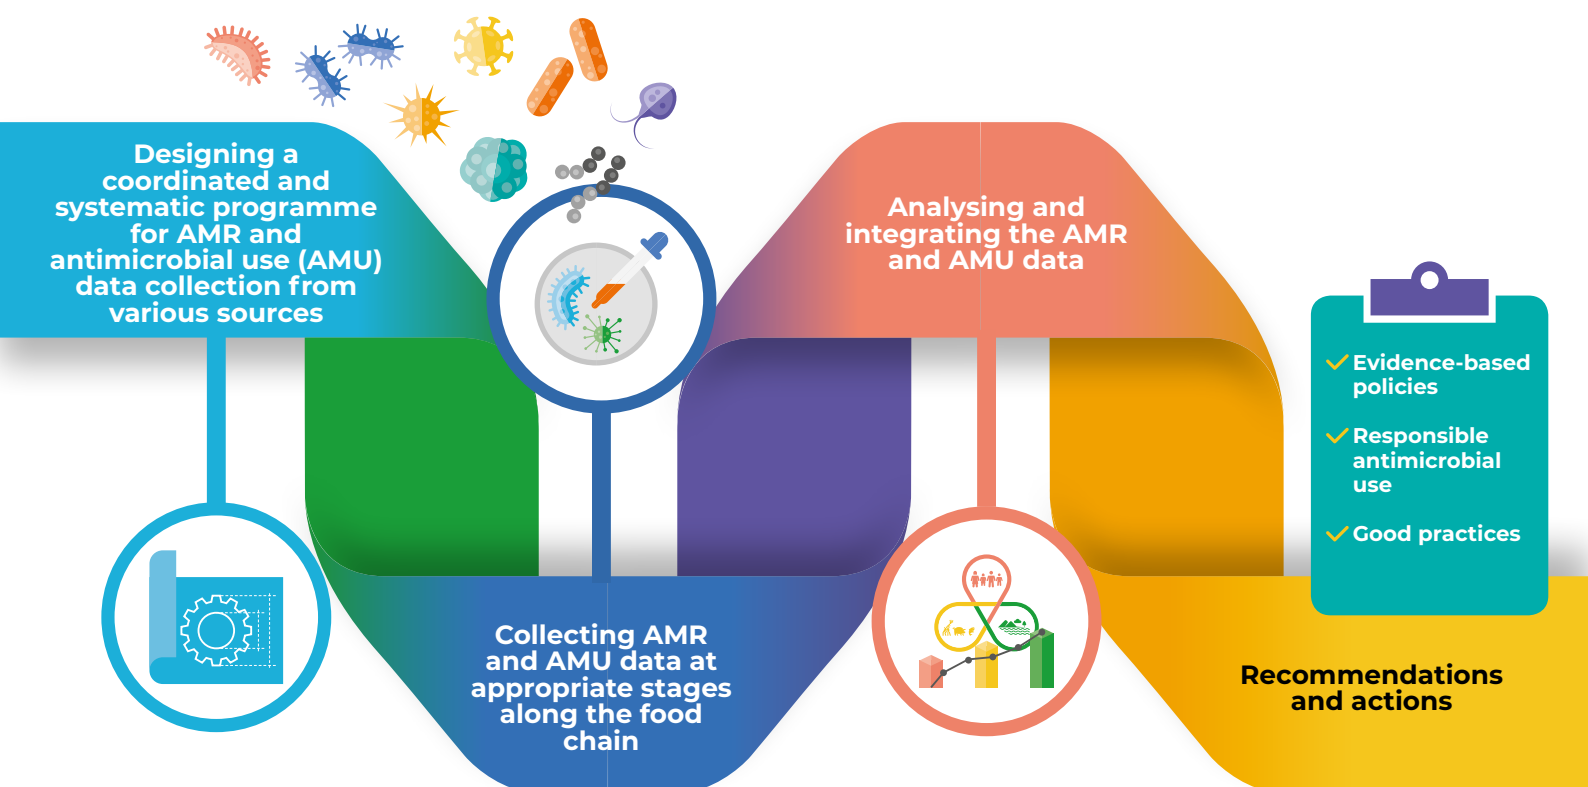 Designing a
coordinated and
systematic programme
for AMR and
antimicrobial use (AMU)
data collection from
various sources
Collecting AMR
and AMU data at
appropriate stages
along the food
chain
Analysing and
integrating the AMR
and AMU data
Recommendations
and actions
Evidence-based
policies
Responsible
antimicrobial
use
Good practices